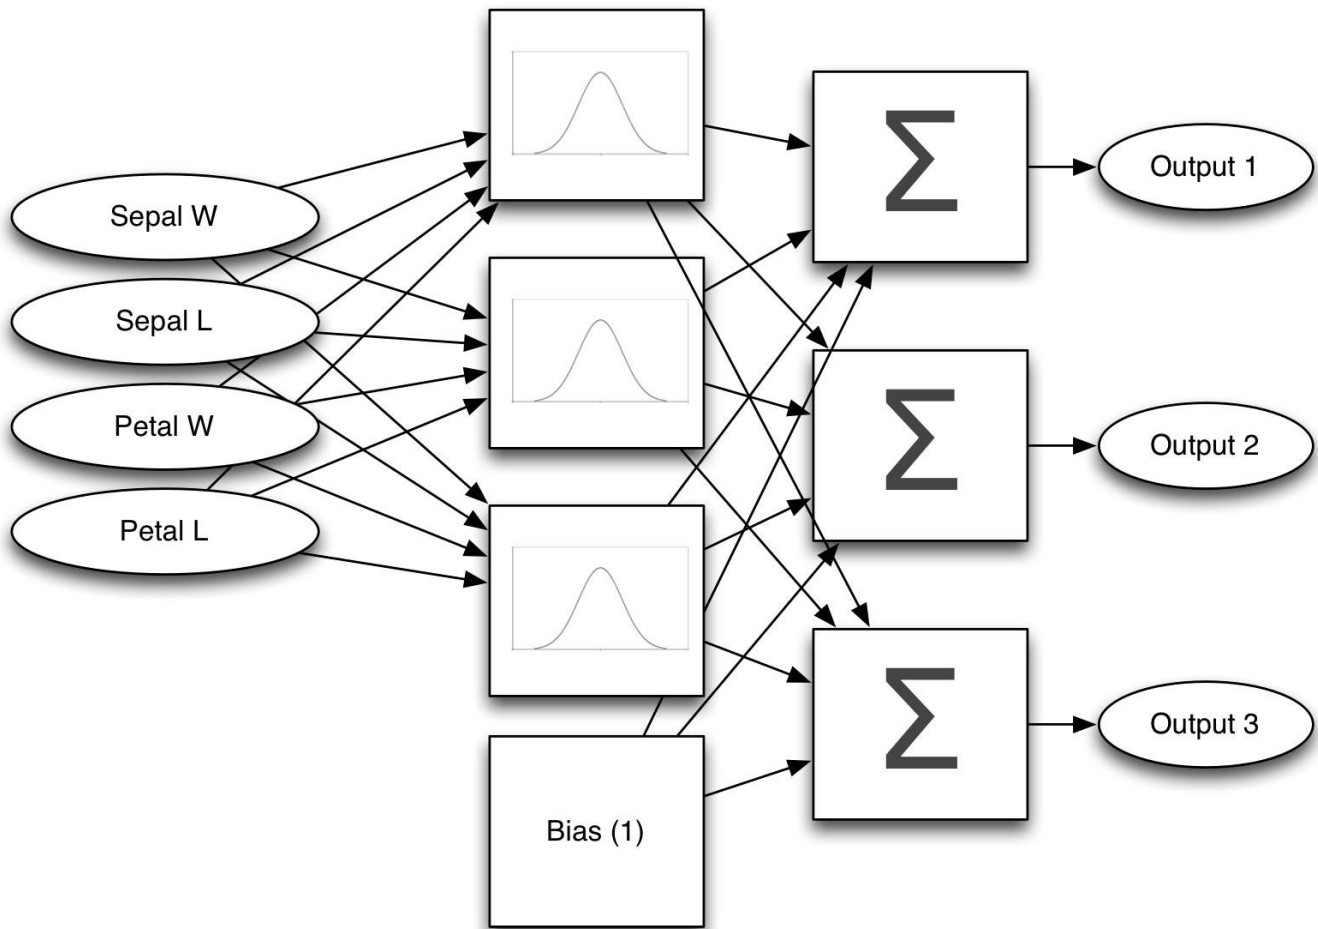 Sepal W
Sepal L
Petal W
Petal L
Bias (1)
Σ
Σ
Σ
Output 1
Output 2
Output 3